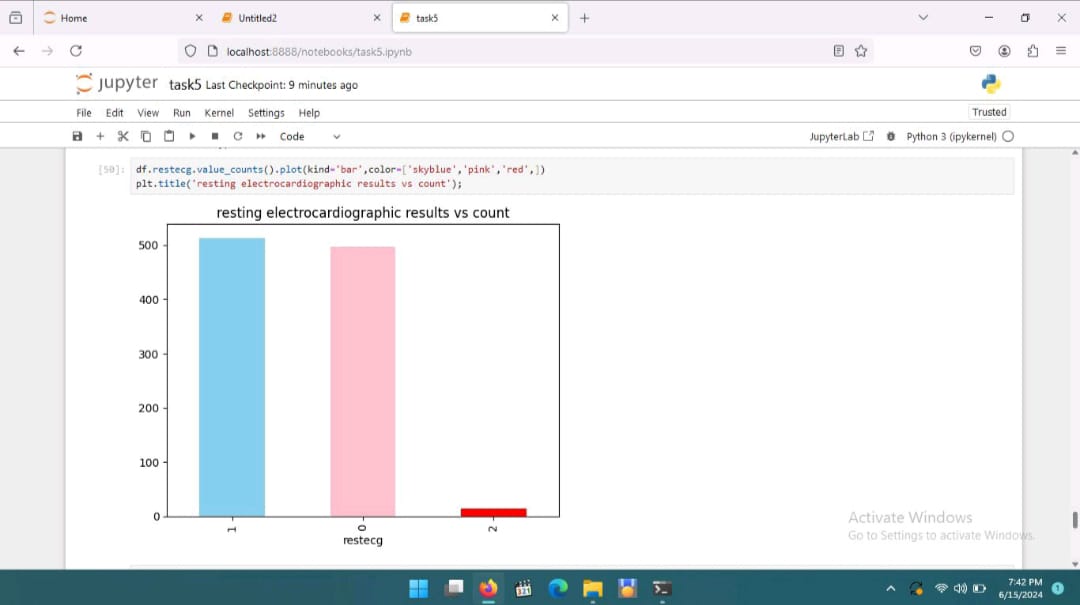 Home
Untitled2
task5
localhost:8888/notebooks/task5.ipynb
jupyter task5 Last Checkpoint: 9 minutes ago
File Edit View Run Kernel Settings Help
Trusted
Code
JupyterLab
Python 3 (ipykernel)
[50]: df.restecg.value_counts().plot(kind='bar',color=['skyblue','pink','red',])
plt.title('resting electrocardiographic results vs count');
resting electrocardiographic results vs count
500
400
300
200
100
0
1
0
2
restecg
Activate Windows
Go to Settings to activate Windows.
321
7:42 PM
6/15/2024
1